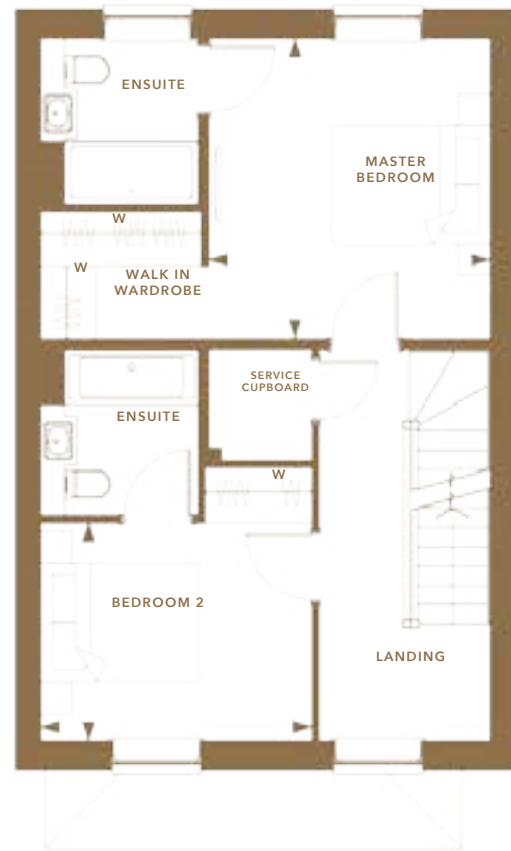 ENSUITE
MASTER
BEDROOM
W
W
WALK IN
WARDROBE
SERVICE
CUPBOARD
ENSUITE
W
BEDROOM 2
LANDING